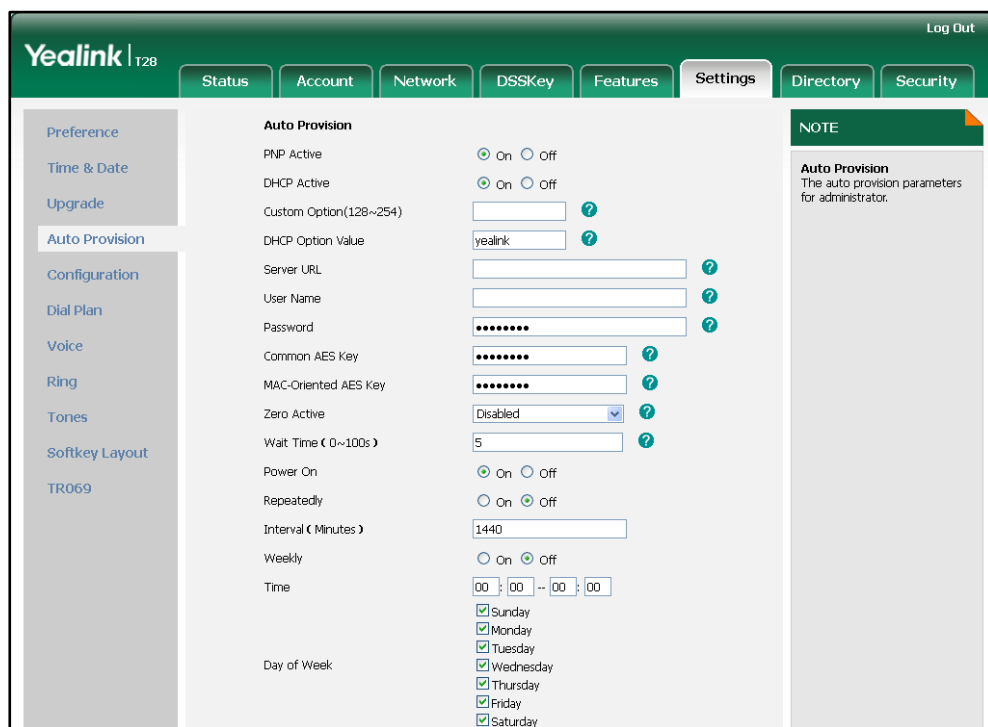 Log Out
Yealink | T28
Status Account Network DSSKey Features Settings Directory Security
Preference
Time & Date
Upgrade
Auto Provision
Configuration
Dial Plan
Voice
Ring
Tones
Softkey Layout
TR069
Auto Provision
PNP Active On Off
DHCP Active On Off
Custom Option(128~254) ?
DHCP Option Value yealink ?
Server URL ?
User Name ?
Password •••••••• ?
Common AES Key •••••••• ?
MAC-Oriented AES Key •••••••• ?
Zero Active Disabled ?
Wait Time ( 0~100s ) 5 ?
Power On On Off
Repeatedly On Off
Interval ( Minutes ) 1440
Weekly On Off
Time 00 : 00 -- 00 : 00
Day of Week
Sunday
Monday
Tuesday
Wednesday
Thursday
Friday
Saturday
NOTE
Auto Provision
The auto provision parameters
for administrator.